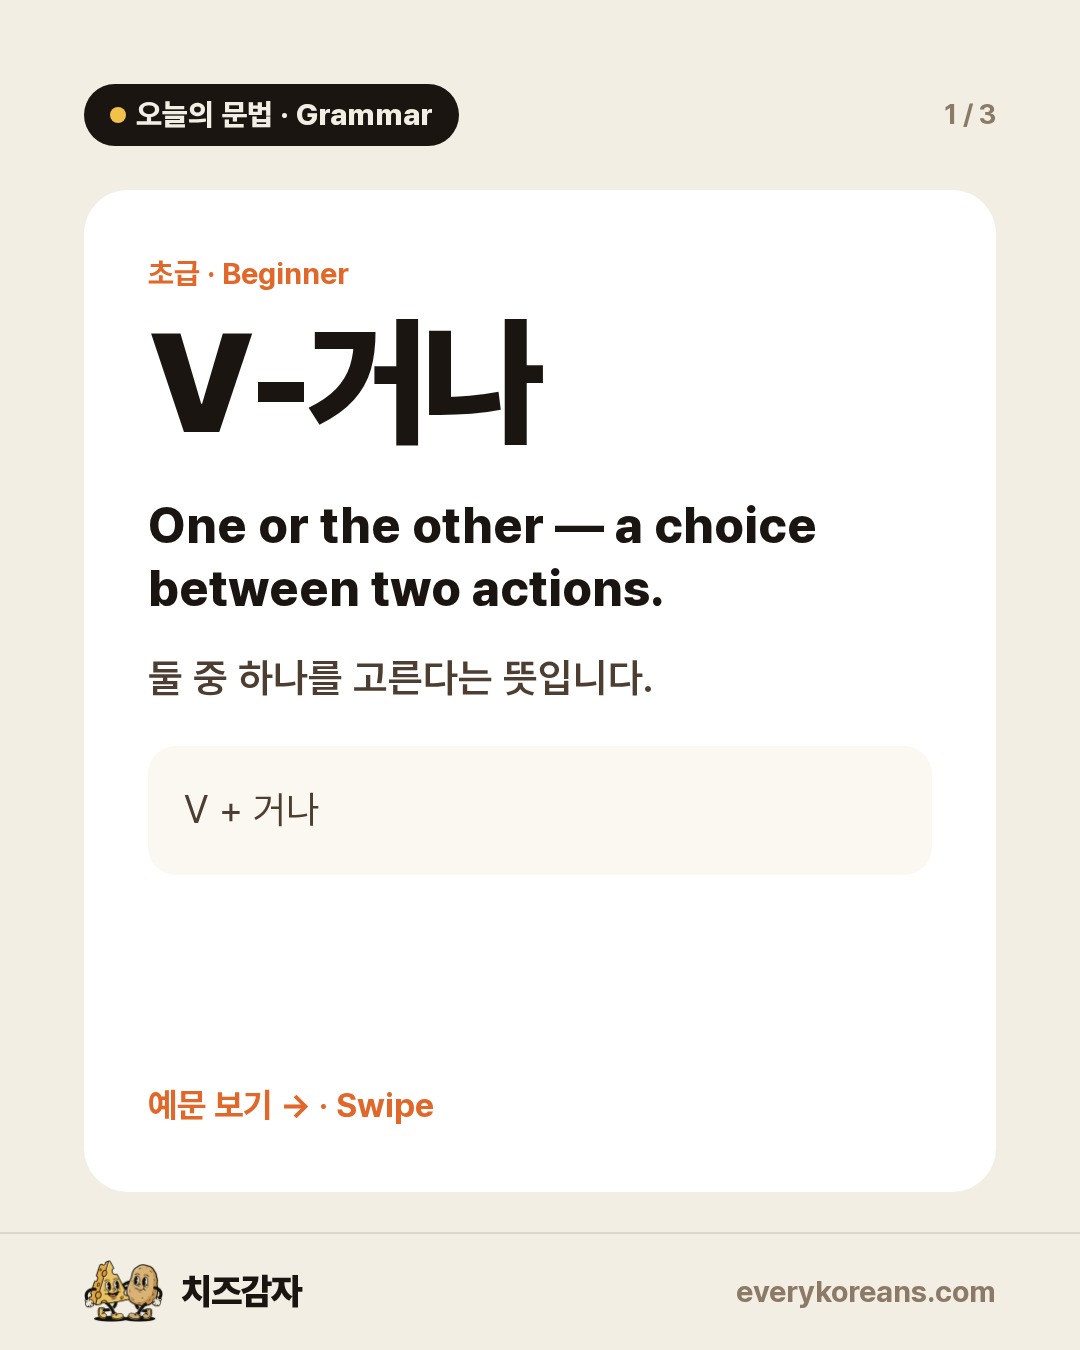 오늘의 문법 · Grammar
1 / 3
초급 · Beginner
V-거나
One or the other — a choice
between two actions.
둘 중 하나를 고른다는 뜻입니다.
V + 거나
예문 보기 → · Swipe
치즈감자
everykoreans.com